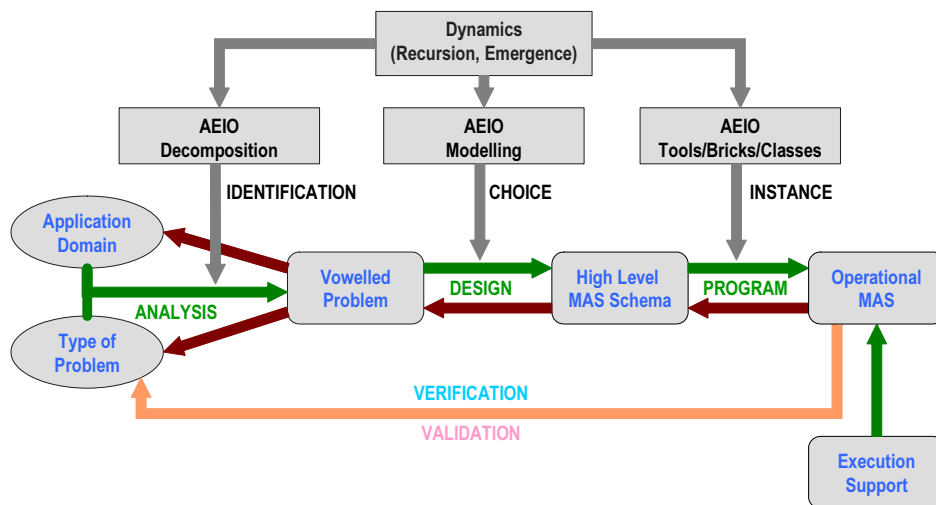 Dynamics
(Recursion, Emergence)
AEIO
Decomposition
AEIO
Modelling
AEIO
Tools/Bricks/Classes
IDENTIFICATION
CHOICE
INSTANCE
Application
Domain
Vowelled
Problem
DESIGN
High Level
MAS Schema
PROGRAM
Operational
MAS
ANALYSIS
Type of
Problem
VERIFICATION
VALIDATION
Execution
Support